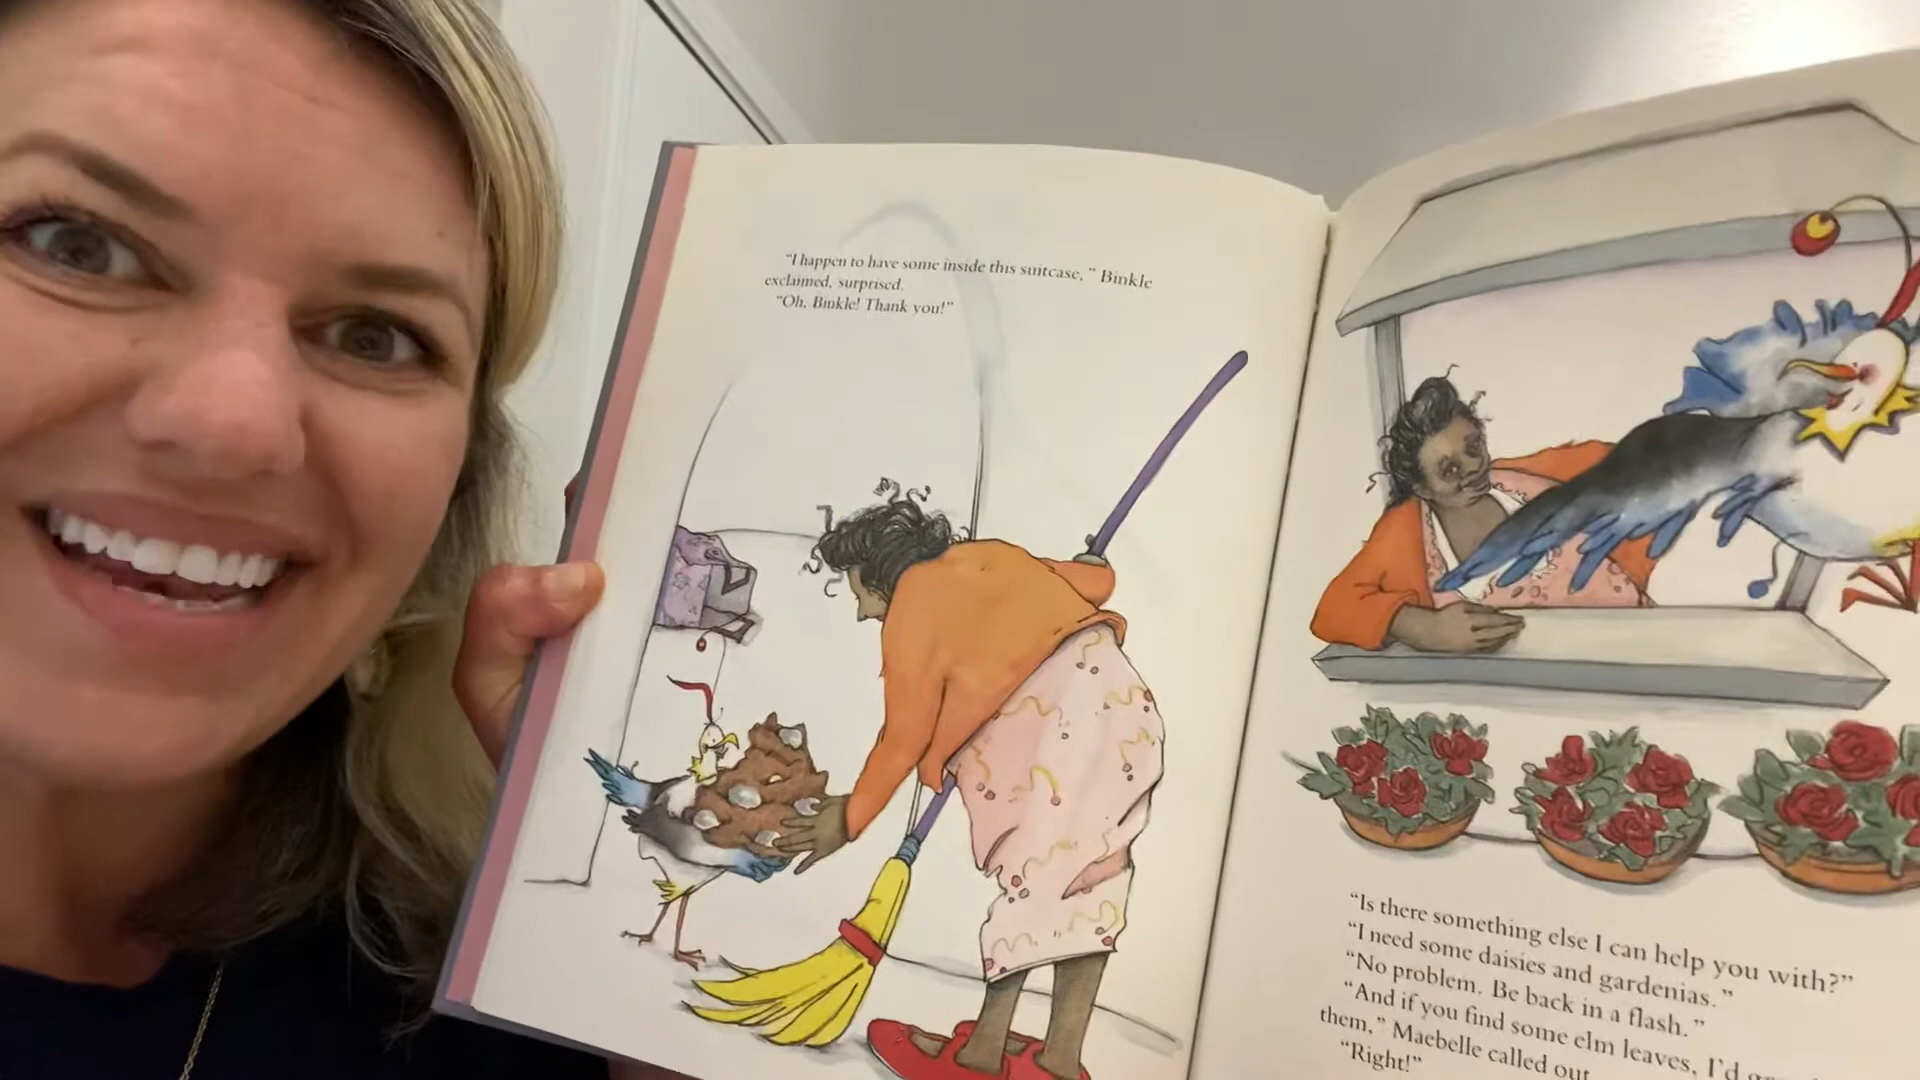 "I happen to have some inside this suitcase," Binkle
exclaimed, surprised.
"Oh, Binkle! Thank you!"
"Is there something else I can help you with?"
"I need some daisies and gardenias."
"No problem. Be back in a flash."
"And if you find some elm leaves, I'd
them," Maebelle called out.
"Right!"